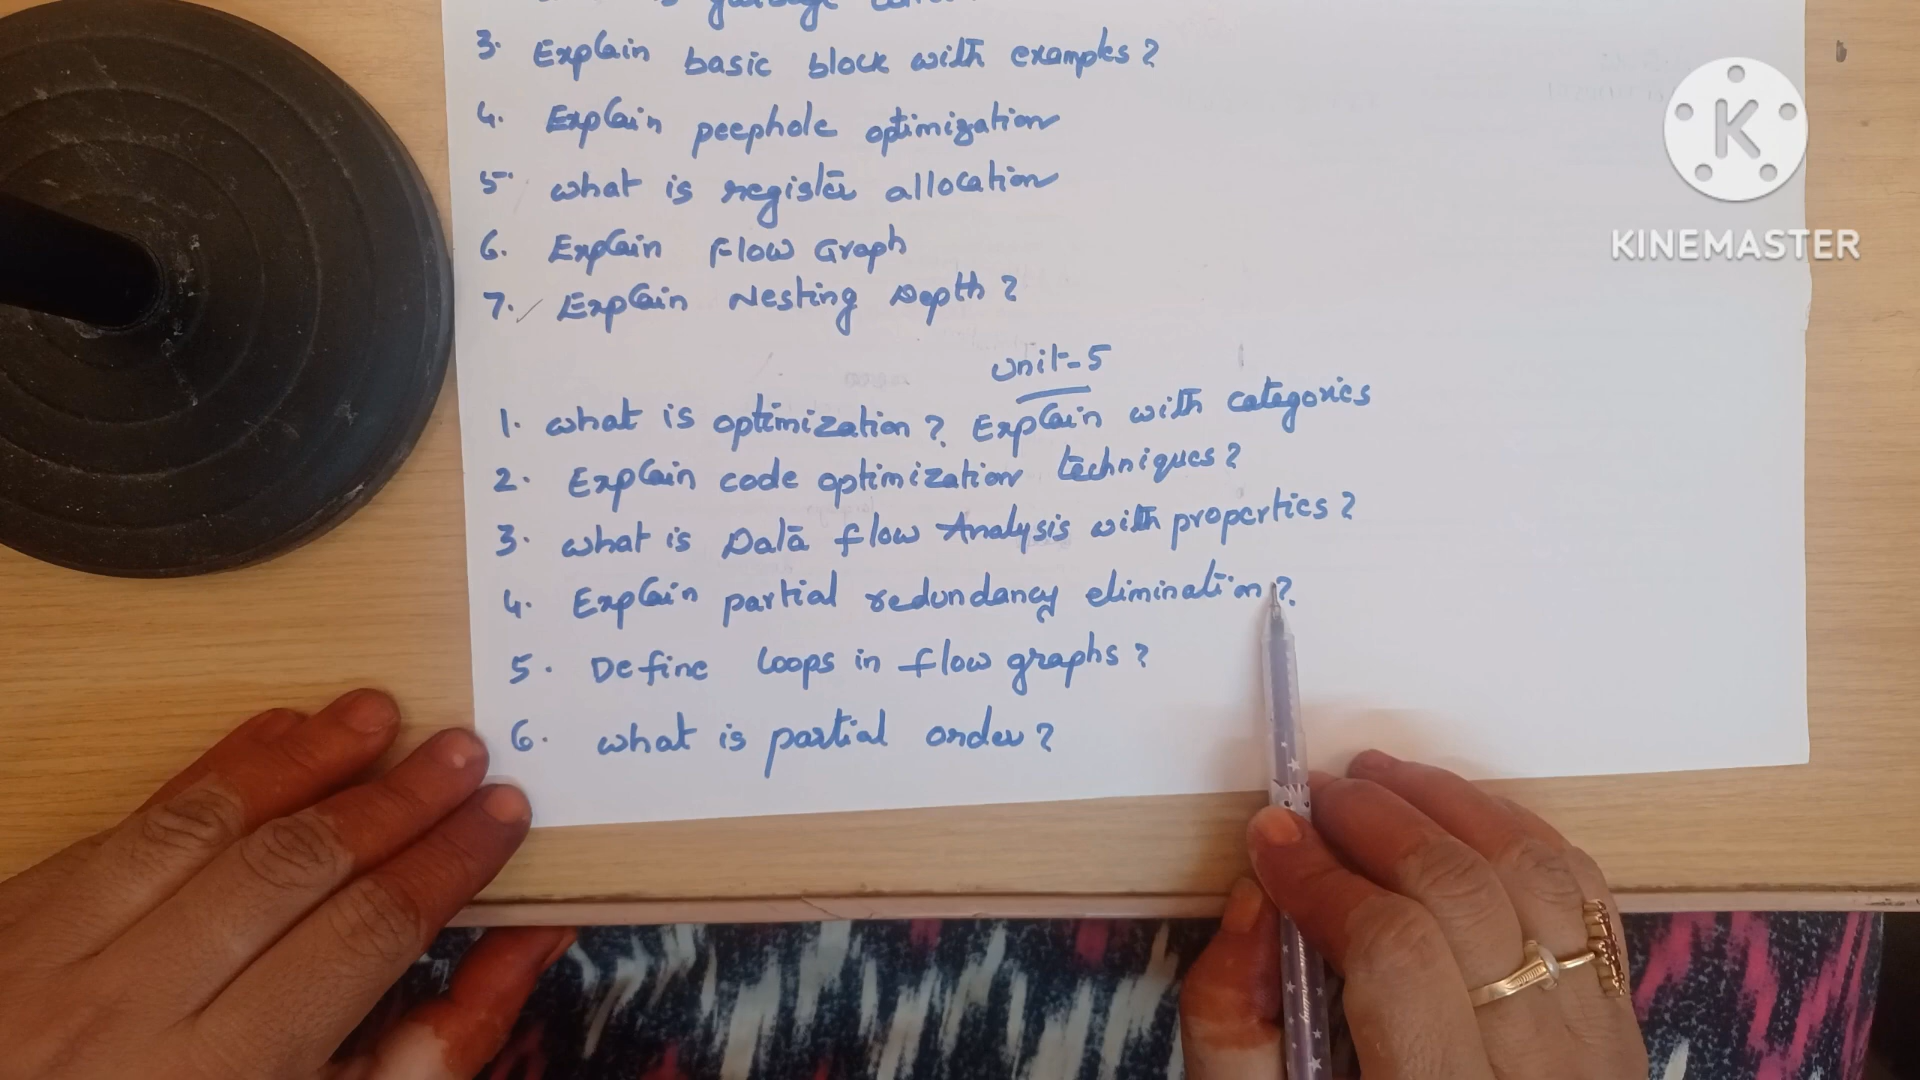 3. Explain basic block with examples?
4. Explain peephole optimization
5. what is register allocation
6. Explain Flow Graph
7. Explain Nesting Depth?
unit-5
1. what is optimization? Explain with categories
2. Explain code optimization techniques?
3. what is Data flow Analysis with properties?
4. Explain partial redundancy elimination?
5. Define loops in flow graphs?
6. what is partial order?
K
KINEMASTER